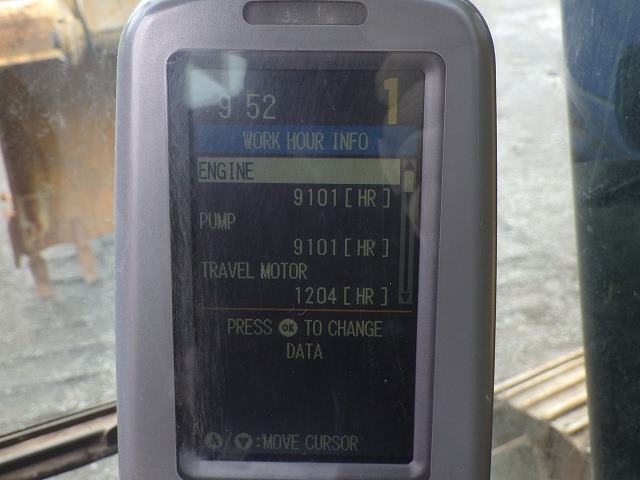 9 52 1
WORK HOUR INFO
ENGINE
9101[HR]
PUMP
9101[HR]
TRAVEL MOTOR
1204[HR]
PRESS OK TO CHANGE
DATA
/ :MOVE CURSOR